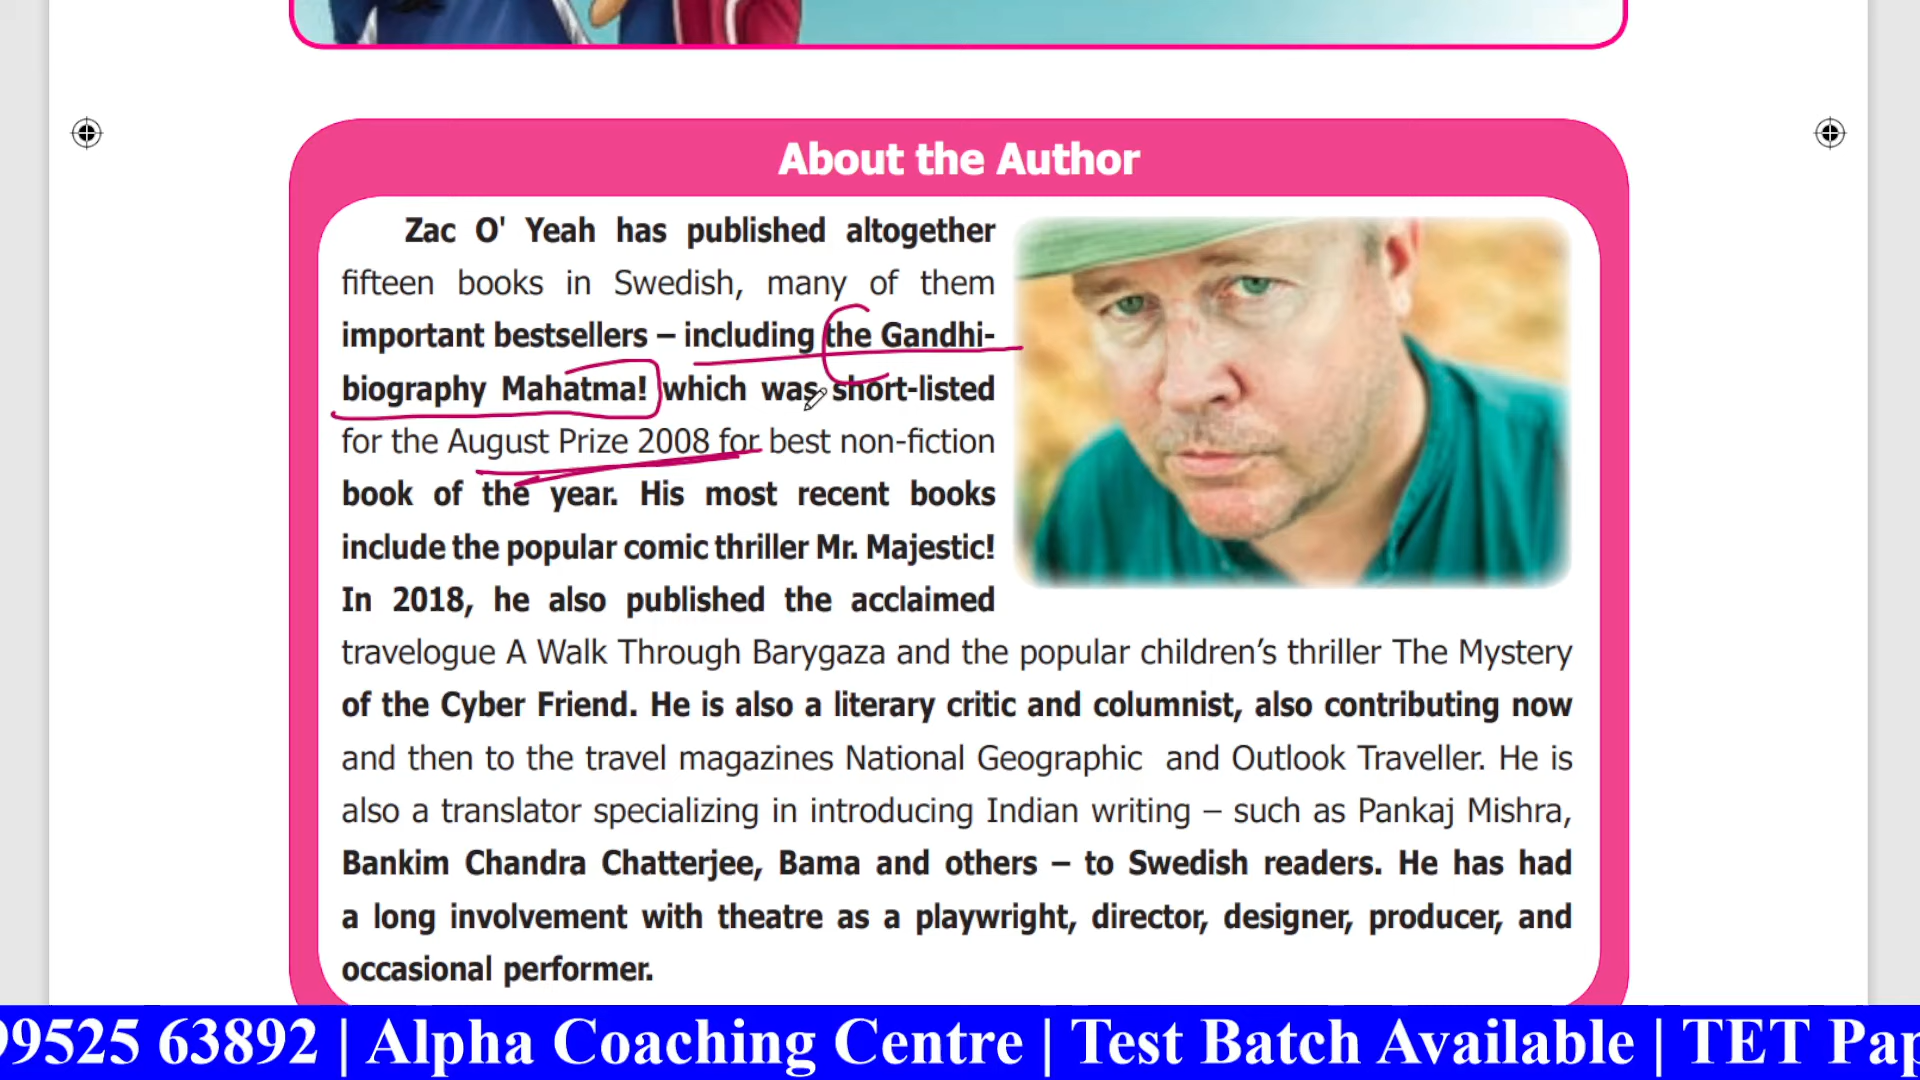 About the Author
Zac O' Yeah has published altogether
fifteen books in Swedish, many of them
important bestsellers – including the Gandhi-
biography Mahatma! which was short-listed
for the August Prize 2008 for best non-fiction
book of the year. His most recent books
include the popular comic thriller Mr. Majestic!
In 2018, he also published the acclaimed
travelogue A Walk Through Barygaza and the popular children’s thriller The Mystery
of the Cyber Friend. He is also a literary critic and columnist, also contributing now
and then to the travel magazines National Geographic and Outlook Traveller. He is
also a translator specializing in introducing Indian writing – such as Pankaj Mishra,
Bankim Chandra Chatterjee, Bama and others – to Swedish readers. He has had
a long involvement with theatre as a playwright, director, designer, producer, and
occasional performer.
99525 63892 | Alpha Coaching Centre | Test Batch Available | TET Pap